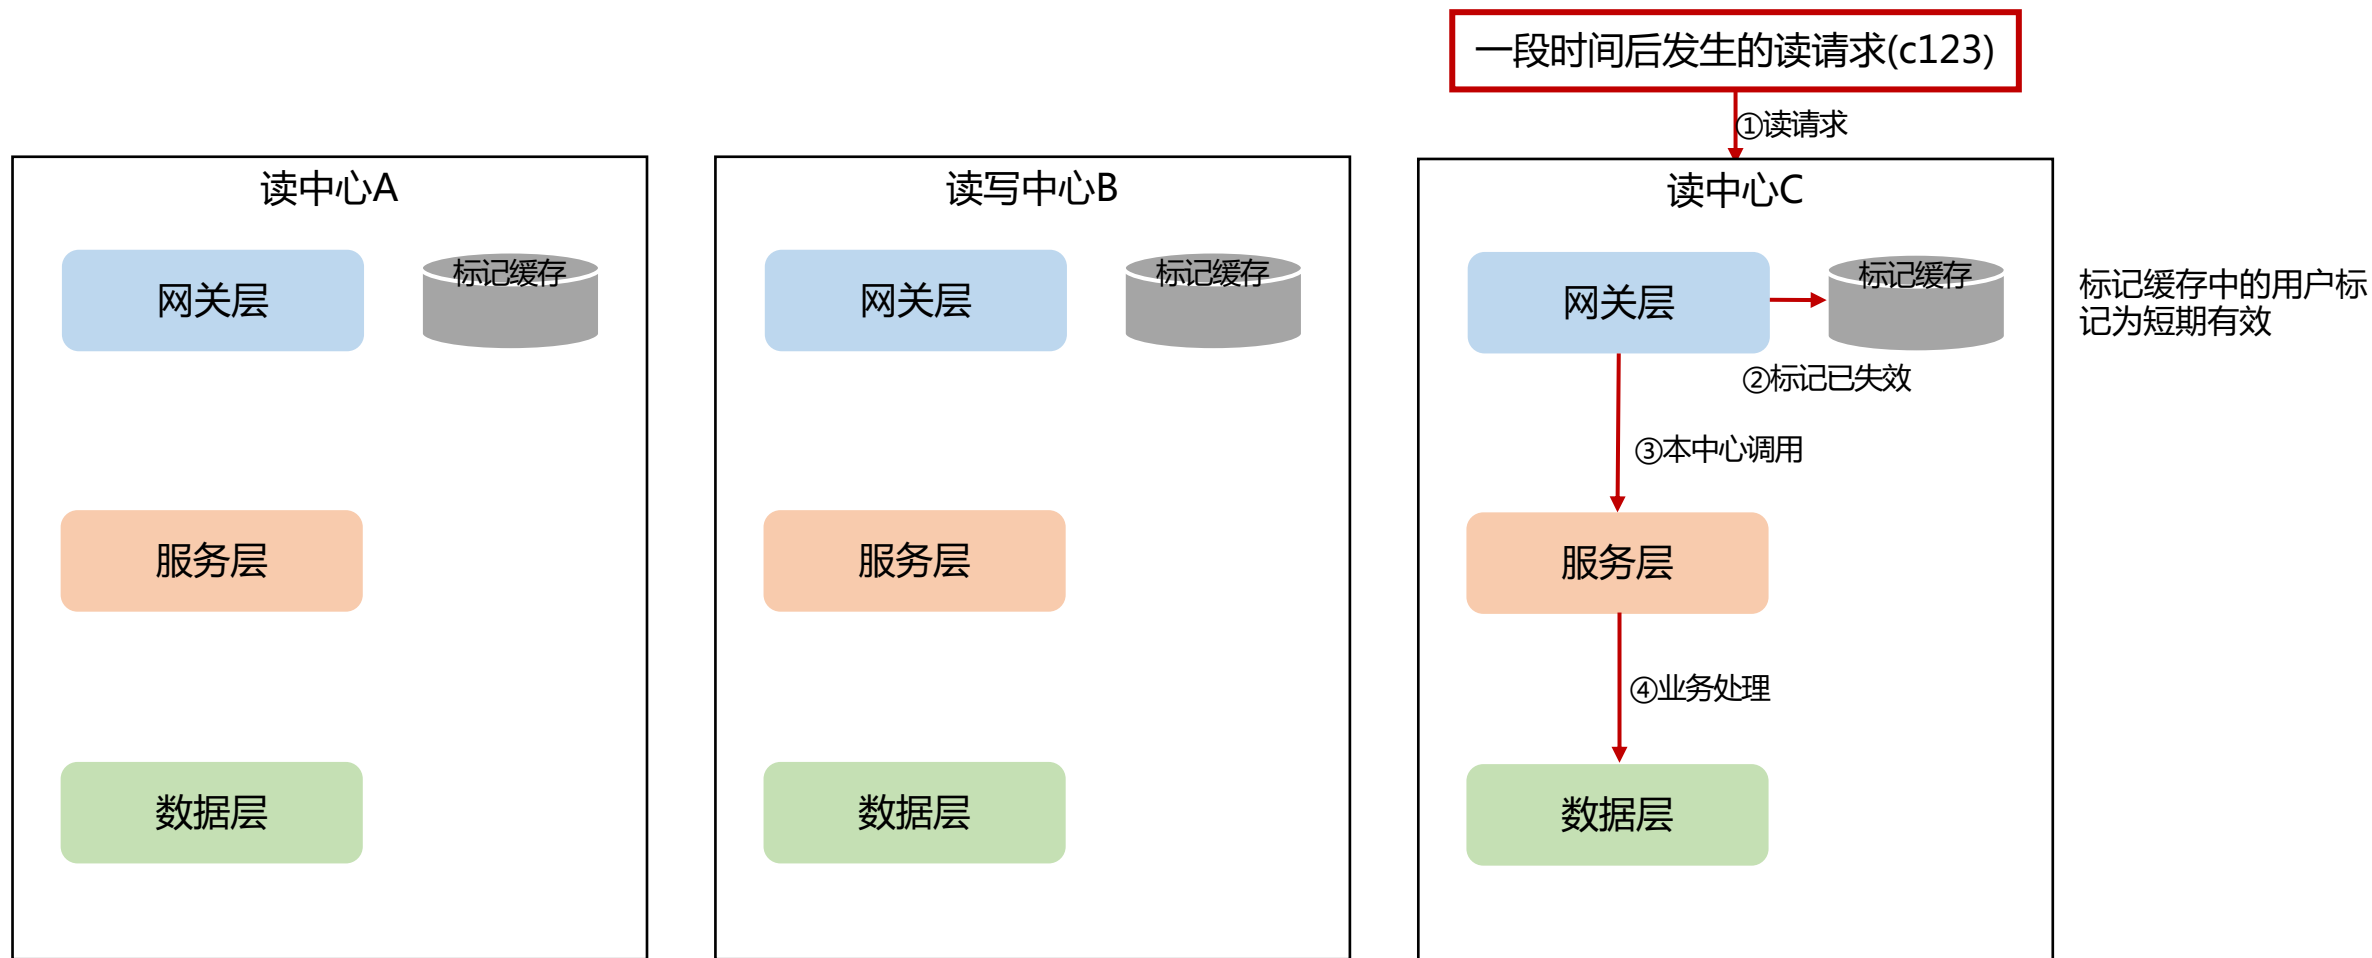 一段时间后发生的读请求(c123)
①读请求
读中心A
网关层
标记缓存
服务层
数据层
读写中心B
网关层
标记缓存
服务层
数据层
读中心C
网关层
标记缓存
②标记已失效
③本中心调用
服务层
④业务处理
数据层
标记缓存中的用户标
记为短期有效